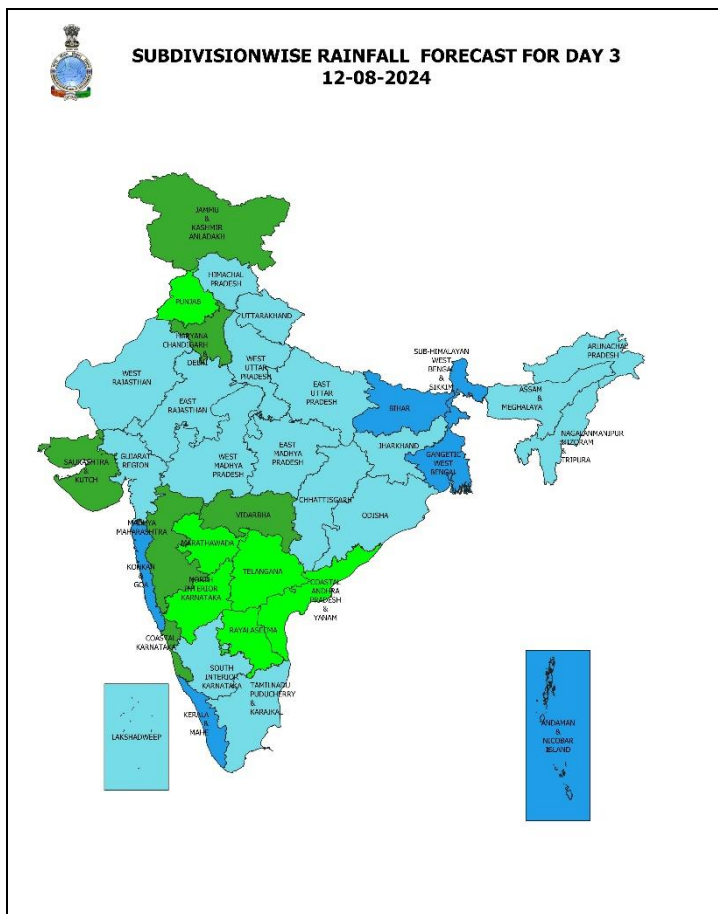 SUBDIVISIONWISE RAINFALL FORECAST FOR DAY 3
12-08-2024
JAMMU
&
KASHMIR
ANLADAKH
HIMACHAL
PRADESH
PUNJAB
UTTARAKHAND
HARYANA
CHANDIGARH
&
DELHI
WEST
UTTAR
PRADESH
WEST
RAJASTHAN
EAST
RAJASTHAN
EAST
UTTAR
PRADESH
SUB-HIMALAYAN
WEST
BENGAL
&
SIKKIM
ARUNACHAL
PRADESH
ASSAM
&
MEGHALAYA
NAGALANMANJPUR
MIZORAM
&
TRIPURA
BIHAR
JHARKHAND
GANGETIC
WEST
BENGAL
SAURASHTRA
&
KUTCH
GUJARAT
REGION
WEST
MADHYA
PRADESH
EAST
MADHYA
PRADESH
CHHATTISGARH
ODISHA
MADHYA
MAHARASHTRA
VIDARBHA
MARATHAWADA
KONKAN
&
GOA
NORTH
INTERIOR
KARNATAKA
TELANGANA
COASTAL
ANDHRA
PRADESH
&
YANAM
RAYALASEEMA
COASTAL
KARNATAKA
SOUTH
INTERIOR
KARNATAKA
TAMILNADU
PUDUCHERRY
&
KARAIKAL
KERALA
&
MAHE
LAKSHADWEEP
ANDAMAN
&
NICOBAR
ISLAND